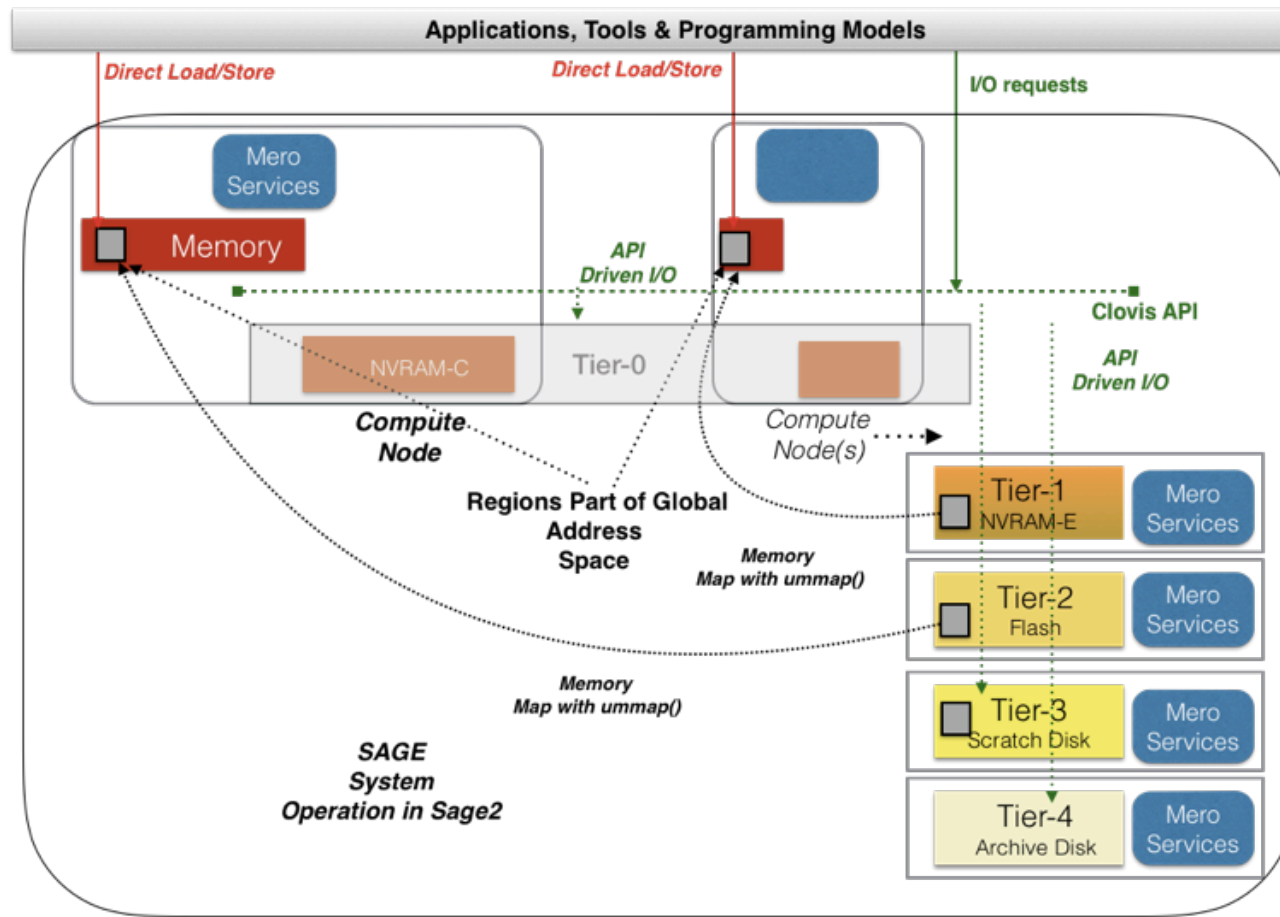 Applications, Tools & Programming Models
Direct Load/Store
Direct Load/Store
I/O requests
Mero
Services
Memory
API
Driven I/O
Clovis API
NVRAM-C
Tier-0
API
Driven I/O
Compute
Node
Compute
Node(s)
Regions Part of Global
Address
Space
Tier-1
NVRAM-E
Mero
Services
Memory
Map with ummap()
Tier-2
Flash
Mero
Services
Memory
Map with ummap()
Tier-3
Scratch Disk
Mero
Services
SAGE
System
Operation in Sage2
Tier-4
Archive Disk
Mero
Services